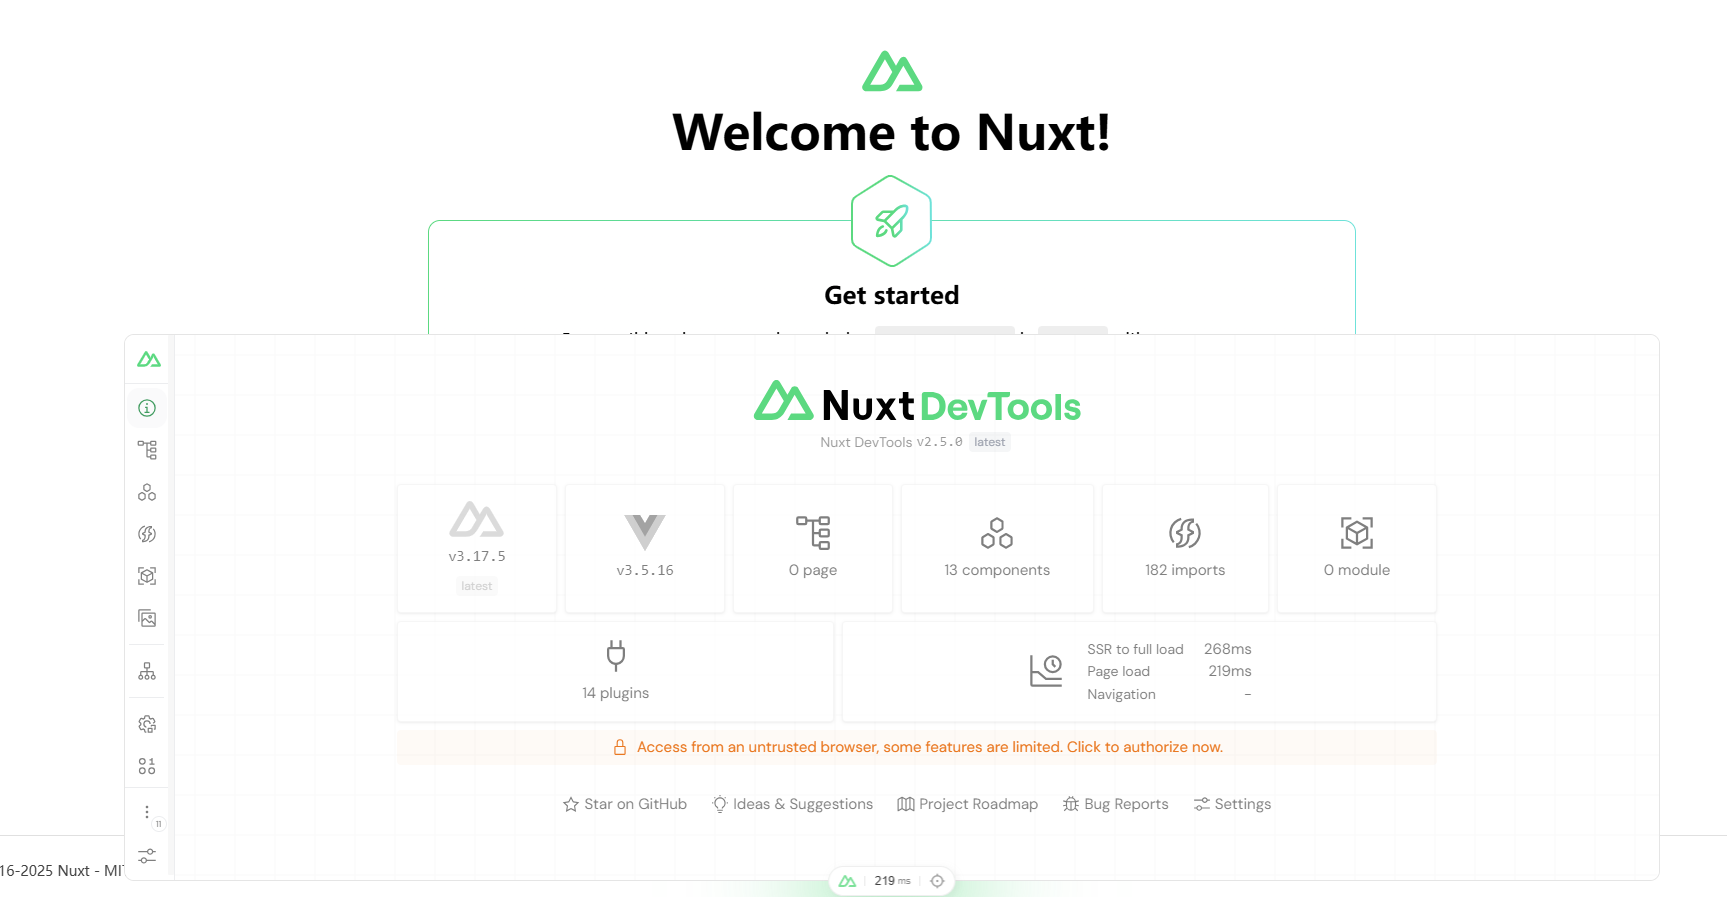 Welcome to Nuxt!
Get started
Nuxt DevTools
Nuxt DevTools v2.5.0 latest
v3.17.5
latest
v3.5.16
0 page
13 components
182 imports
0 module
14 plugins
SSR to full load 268ms
Page load 219ms
Navigation -
Access from an untrusted browser, some features are limited. Click to authorize now.
Star on GitHub Ideas & Suggestions Project Roadmap Bug Reports Settings
11
16-2025 Nuxt - MIT
219 ms